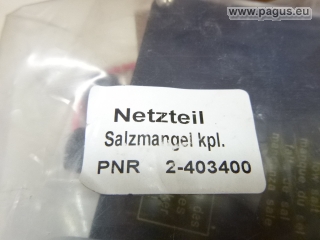 www.pagus.eu
Netzteil
Salzmangel kpl.
PNR 2-403400